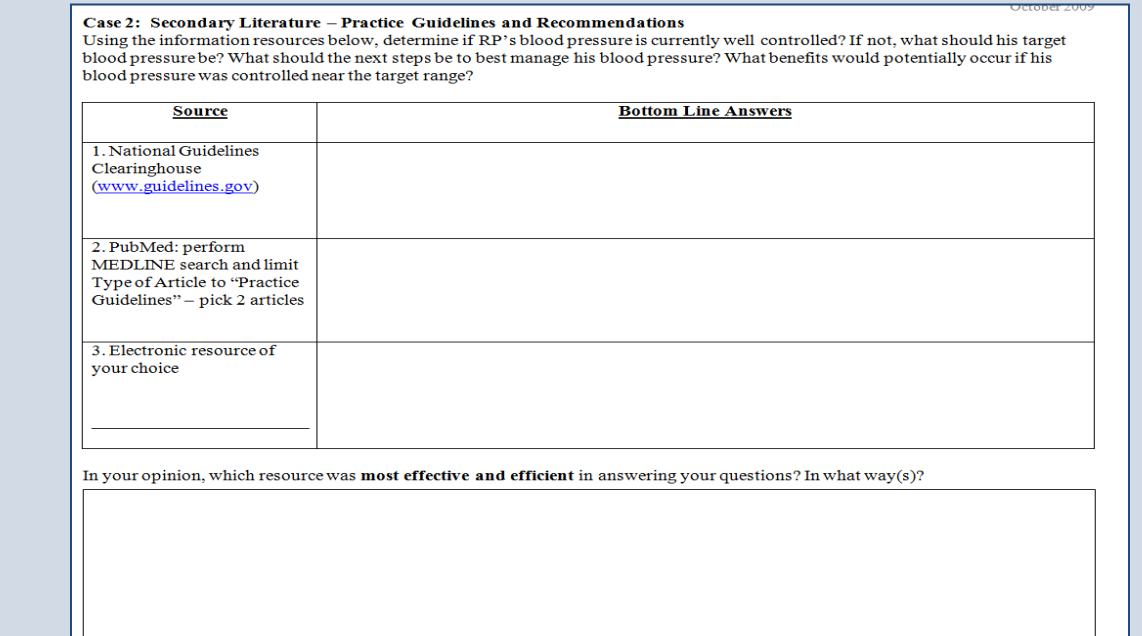 October 2009
Case 2: Secondary Literature – Practice Guidelines and Recommendations
Using the information resources below, determine if RP's blood pressure is currently well controlled? If not, what should his target
blood pressure be? What should the next steps be to best manage his blood pressure? What benefits would potentially occur if his
blood pressure was controlled near the target range?
Source
Bottom Line Answers
1. National Guidelines
Clearinghouse
(www.guidelines.gov)
2. PubMed: perform
MEDLINE search and limit
Type of Article to “Practice
Guidelines” – pick 2 articles
3. Electronic resource of
your choice
In your opinion, which resource was most effective and efficient in answering your questions? In what way(s)?